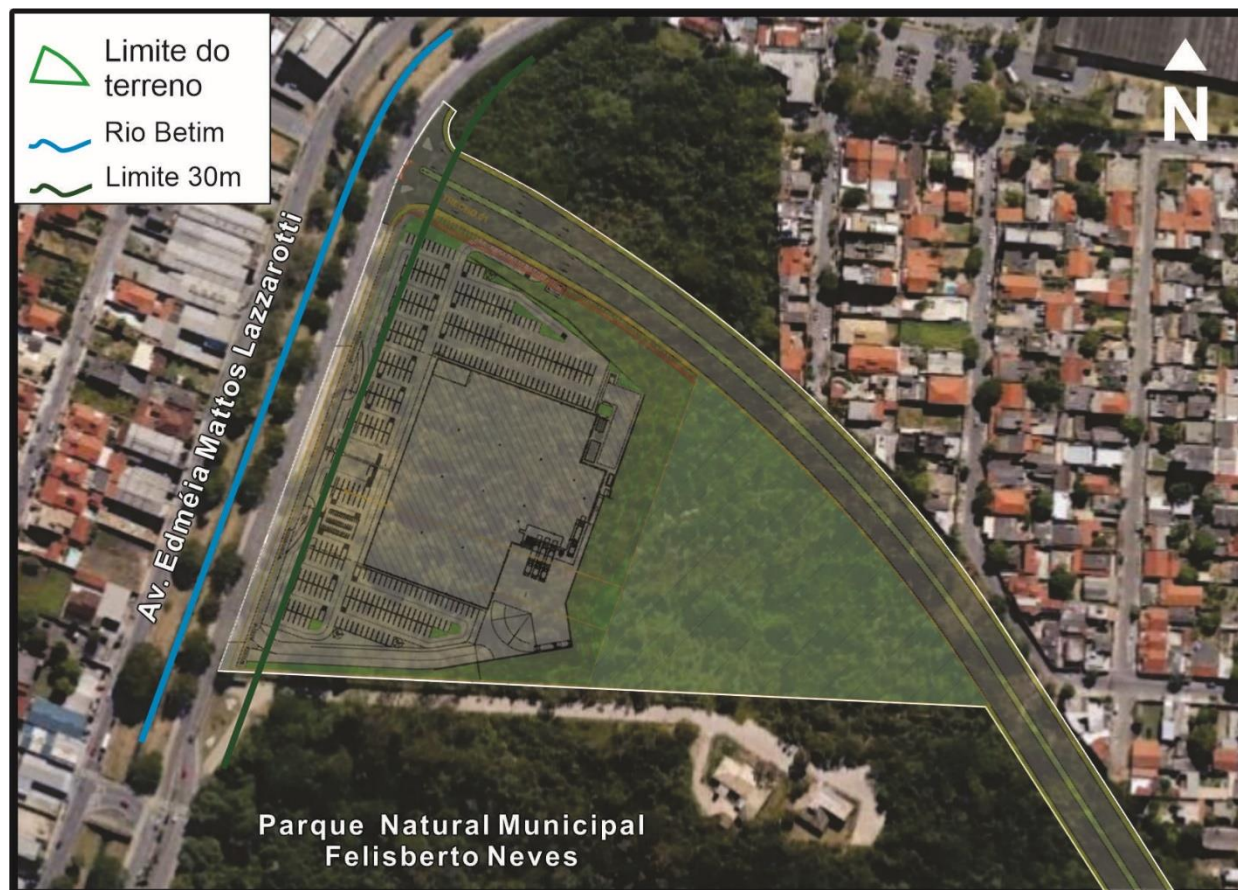 Limite do
terreno
Rio Betim
Limite 30m
N
Av. Edméia Mattos Lazzarotti
Parque Natural Municipal
Felisberto Neves